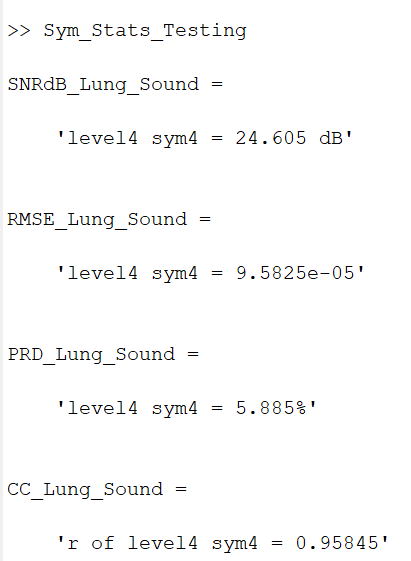 >> Sym_Stats_Testing
SNRdB_Lung_Sound =
'level4 sym4 = 24.605 dB'
RMSE_Lung_Sound =
'level4 sym4 = 9.5825e-05'
PRD_Lung_Sound =
'level4 sym4 = 5.885%'
CC_Lung_Sound =
'r of level4 sym4 = 0.95845'